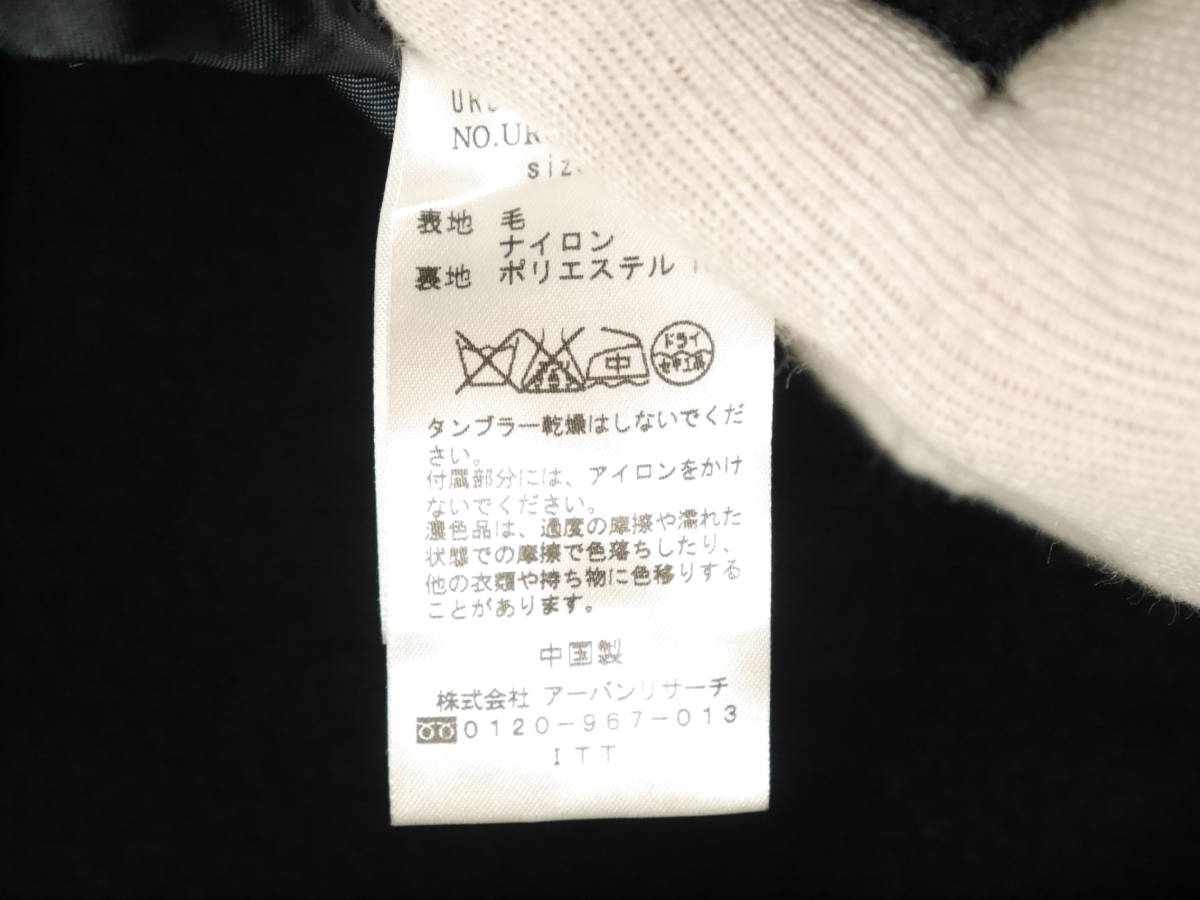 NO.UR
表地 毛
ナイロン
裏地 ポリエステル
中
ドライ
セキユ系
タンブラー乾燥はしないでくだ
さい。
付属部分には、アイロンをかけ
ないでください。
濃色品は、過度の摩擦や濡れた
状態での摩擦で色落ちしたり、
他の衣類や持ち物に色移りする
ことがあります。
中国製
株式会社 アーバンリサーチ
0120-967-013
ITT